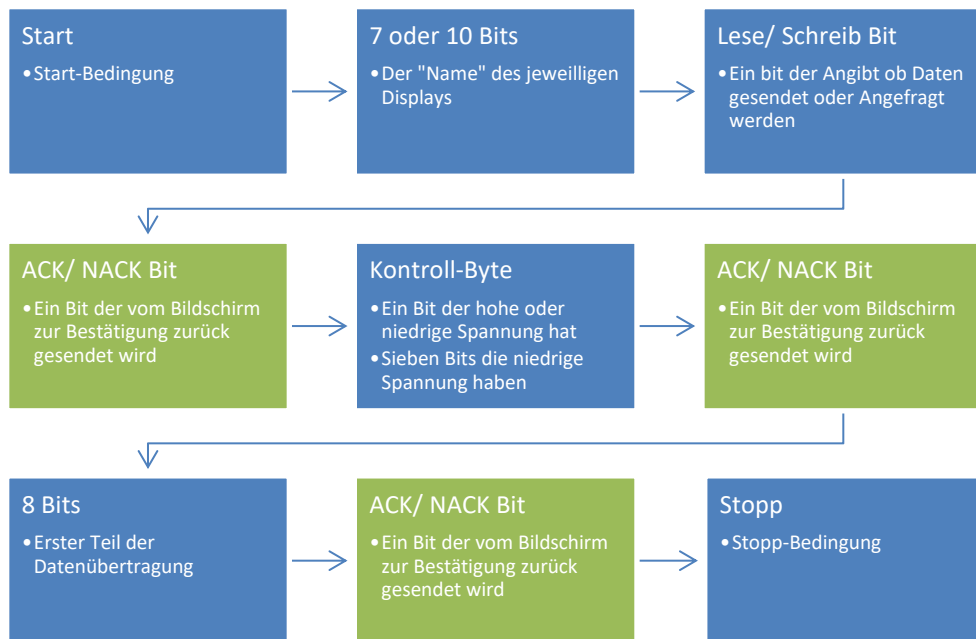 Start
•Start-Bedingung
7 oder 10 Bits
•Der "Name" des jeweilligen
Displays
Lese/ Schreib Bit
•Ein bit der Angibt ob Daten
gesendet oder Angefragt
werden
ACK/ NACK Bit
•Ein Bit der vom Bildschirm
zur Bestätigung zurück
gesendet wird
Kontroll-Byte
•Ein Bit der hohe oder
niedrige Spannung hat
•Sieben Bits die niedrige
Spannung haben
ACK/ NACK Bit
•Ein Bit der vom Bildschirm
zur Bestätigung zurück
gesendet wird
8 Bits
•Erster Teil der
Datenübertragung
ACK/ NACK Bit
•Ein Bit der vom Bildschirm
zur Bestätigung zurück
gesendet wird
Stopp
•Stopp-Bedingung